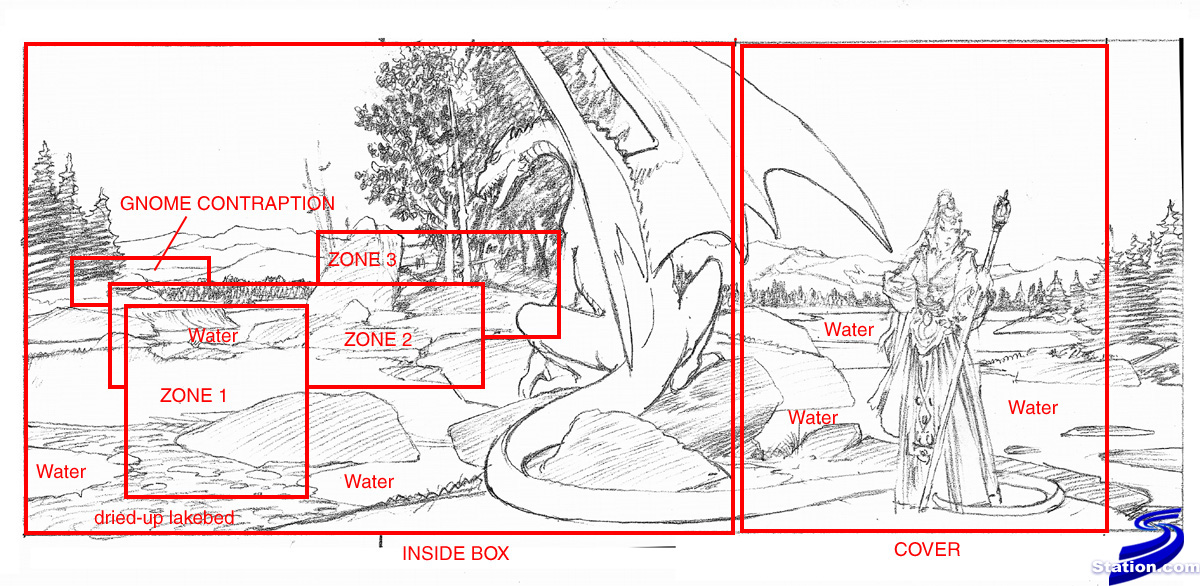 GNOME CONTRAPTION
ZONE 3
Water
ZONE 2
Water
ZONE 1
Water
Water
Water
Water
dried-up lakebed
INSIDE BOX
COVER
Station.com